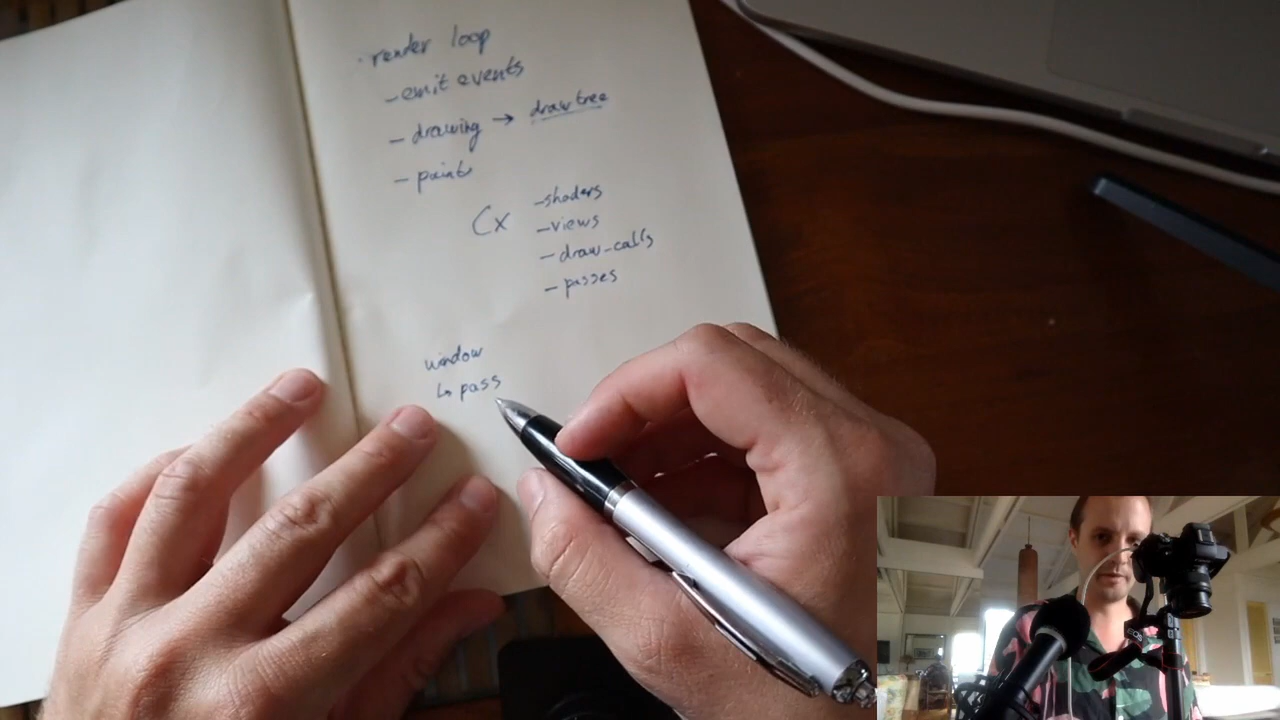 · render loop
- emit events
- drawing → draw tree
- paint
Cx
- shaders
- views
- draw-calls
- passes
window
↳ pass